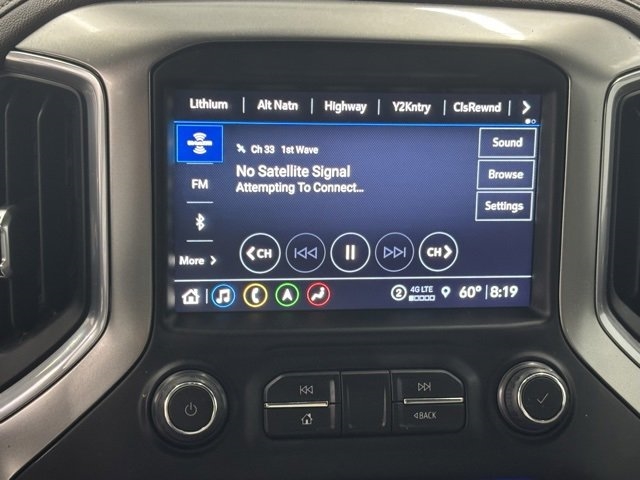 Lithium Alt Natn Highway Y2Kntry ClsRewnd
Ch 33 1st Wave
Sound
No Satellite Signal
Attempting To Connect...
Browse
FM
Settings
More
CH
CH
2 4G LTE 60° 8:19
BACK